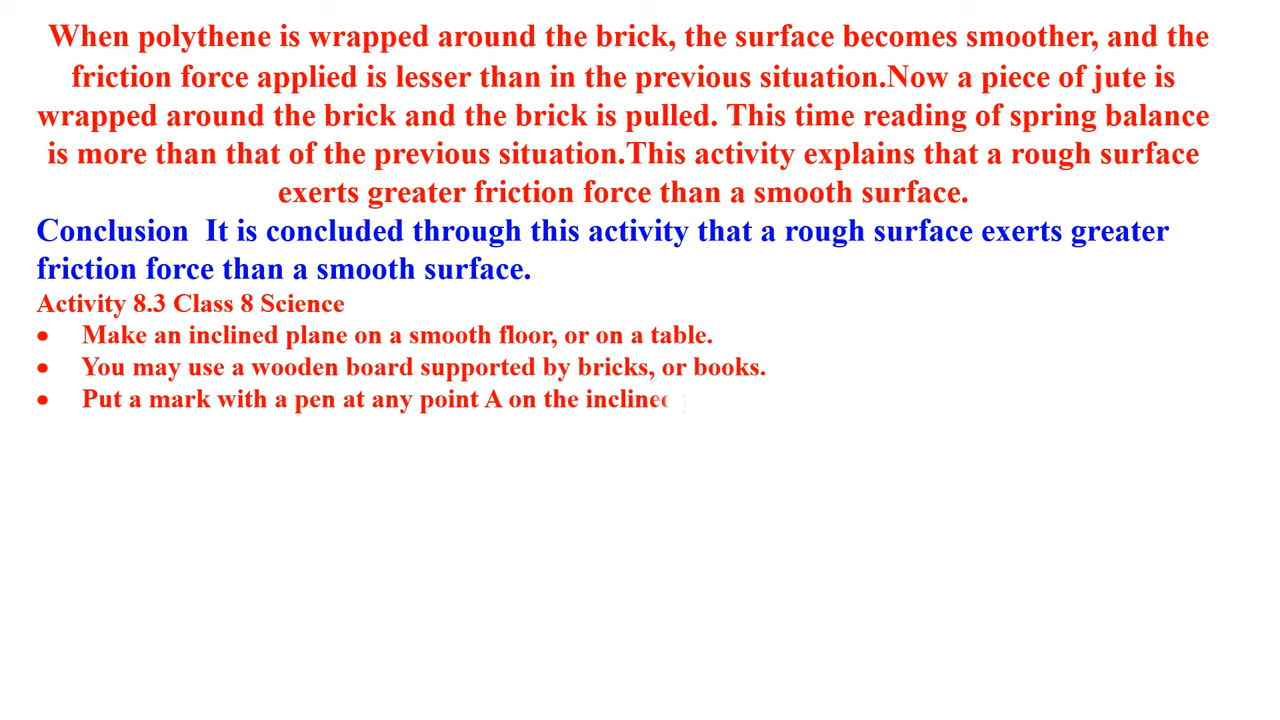 When polythene is wrapped around the brick, the surface becomes smoother, and the
friction force applied is lesser than in the previous situation.Now a piece of jute is
wrapped around the brick and the brick is pulled. This time reading of spring balance
is more than that of the previous situation.This activity explains that a rough surface
exerts greater friction force than a smooth surface.
Conclusion  It is concluded through this activity that a rough surface exerts greater
friction force than a smooth surface.
Activity 8.3 Class 8 Science
• Make an inclined plane on a smooth floor, or on a table.
• You may use a wooden board supported by bricks, or books.
• Put a mark with a pen at any point A on the inclined